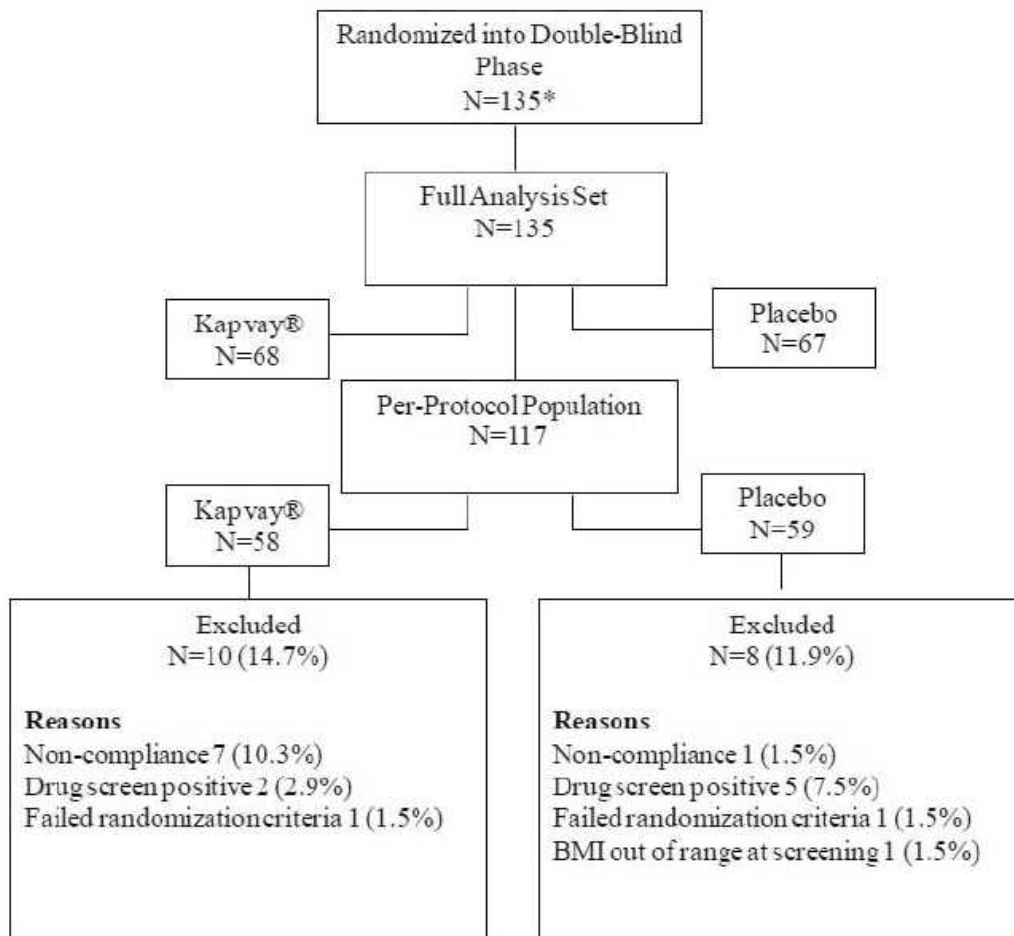 Randomized into Double-Blind
Phase
N=135*
Full Analysis Set
N=135
Kapvay®
N=68
Placebo
N=67
Per-Protocol Population
N=117
Kapvay®
N=58
Placebo
N=59
Excluded
N=10 (14.7%)
Reasons
Non-compliance 7 (10.3%)
Drug screen positive 2 (2.9%)
Failed randomization criteria 1 (1.5%)
Excluded
N=8 (11.9%)
Reasons
Non-compliance 1 (1.5%)
Drug screen positive 5 (7.5%)
Failed randomization criteria 1 (1.5%)
BMI out of range at screening 1 (1.5%)